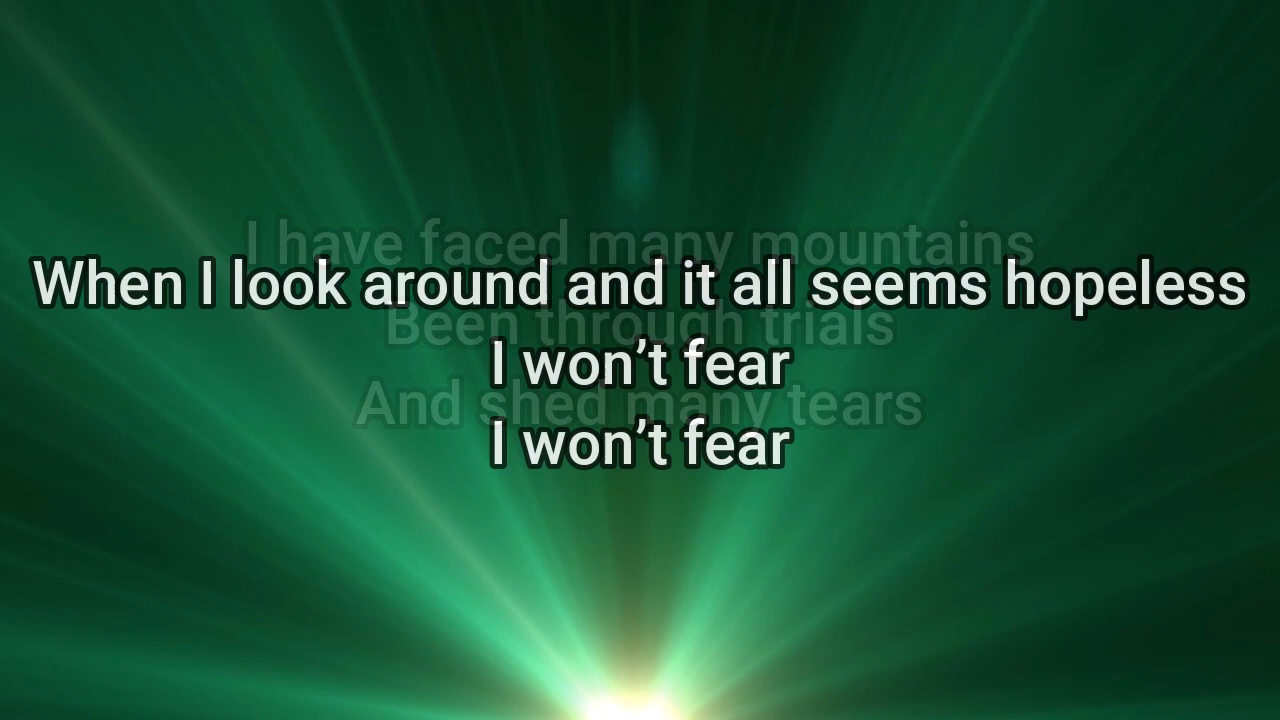 I have faced many mountains
When I look around and it all seems hopeless
Been through trials
I won’t fear
And shed many tears
I won’t fear